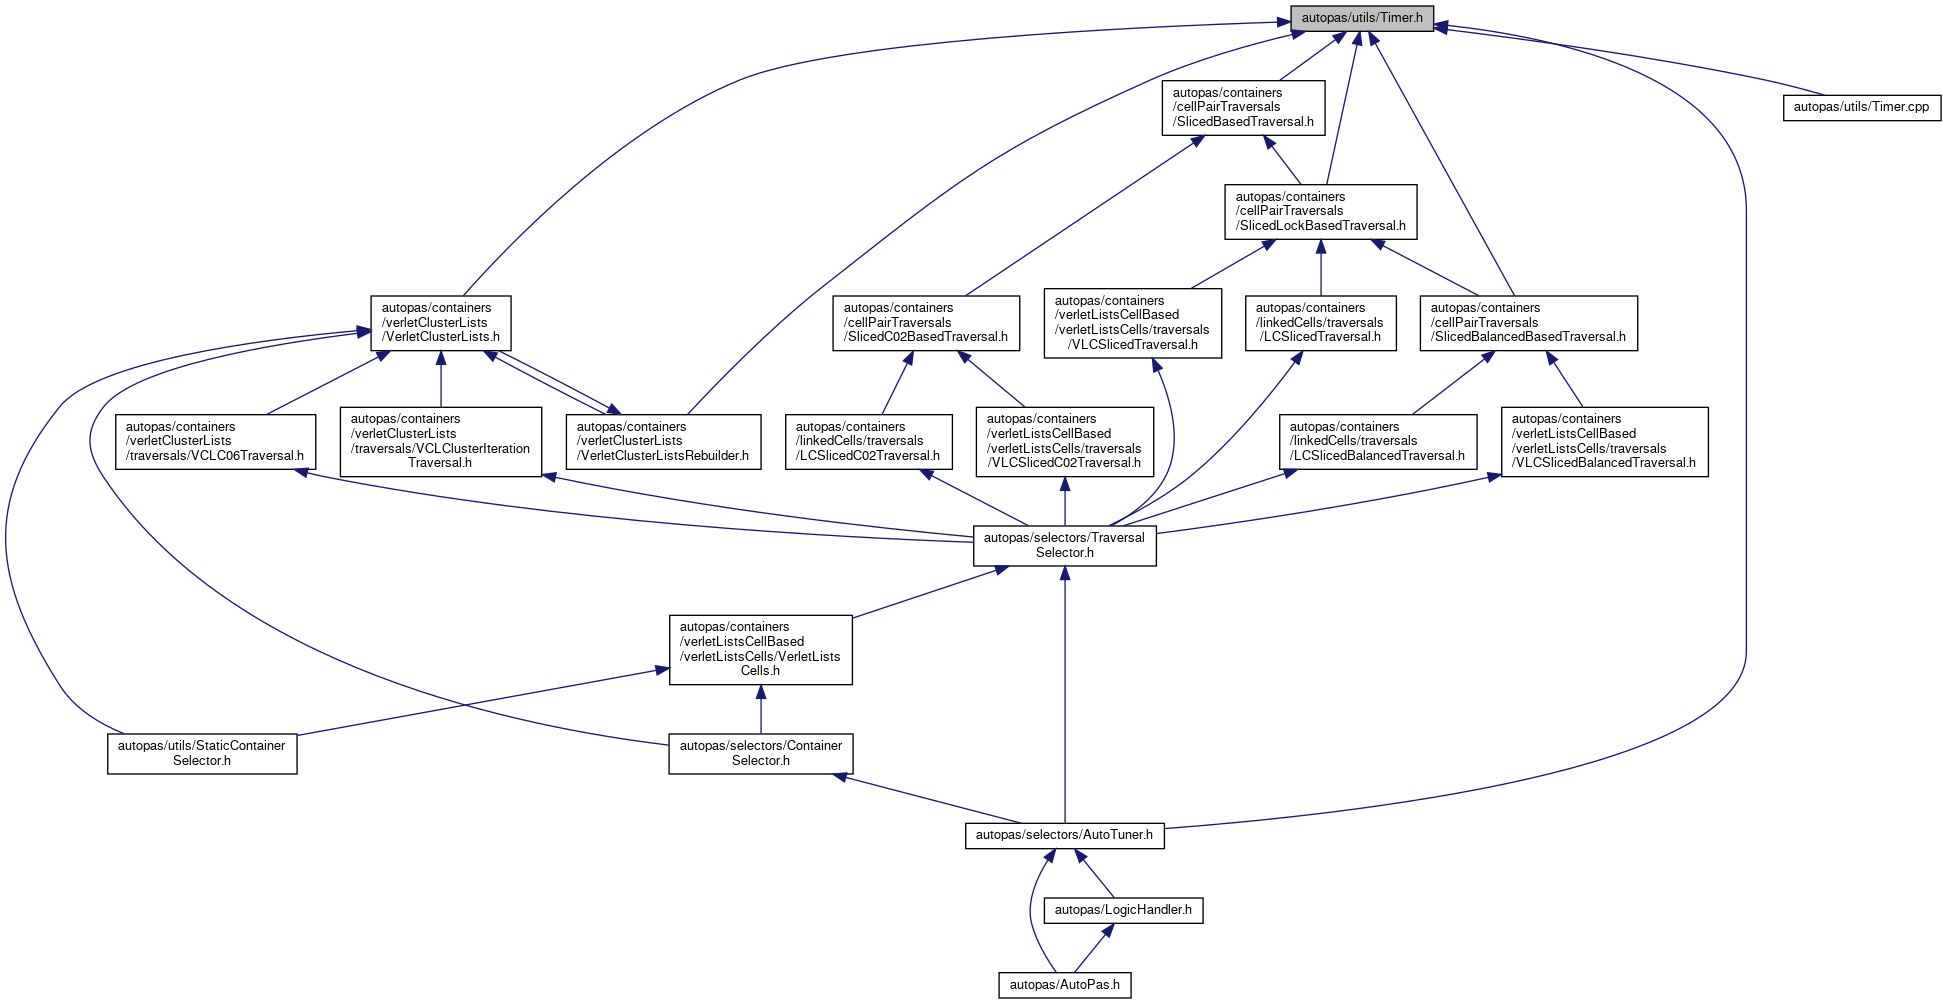 autopas/utils/Timer.h
autopas/containers
/cellPairTraversals
/SlicedBasedTraversal.h
autopas/utils/Timer.cpp
autopas/containers
/cellPairTraversals
/SlicedLockBasedTraversal.h
autopas/containers
/verletClusterLists
/VerletClusterLists.h
autopas/containers
/cellPairTraversals
/SlicedC02BasedTraversal.h
autopas/containers
/verletListsCellBased
/verletListsCells/traversals
/VLCSlicedTraversal.h
autopas/containers
/linkedCells/traversals
/LCSlicedTraversal.h
autopas/containers
/cellPairTraversals
/SlicedBalancedBasedTraversal.h
autopas/containers
/verletClusterLists
/traversals/VCLC06Traversal.h
autopas/containers
/verletClusterLists
/traversals/VCLClusterIteration
Traversal.h
autopas/containers
/verletClusterLists
/VerletClusterListsRebuilder.h
autopas/containers
/linkedCells/traversals
/LCSlicedC02Traversal.h
autopas/containers
/verletListsCellBased
/verletListsCells/traversals
/VLCSlicedC02Traversal.h
autopas/containers
/linkedCells/traversals
/LCSlicedBalancedTraversal.h
autopas/containers
/verletListsCellBased
/verletListsCells/traversals
/VLCSlicedBalancedTraversal.h
autopas/selectors/Traversal
Selector.h
autopas/containers
/verletListsCellBased
/verletListsCells/VerletLists
Cells.h
autopas/utils/StaticContainer
Selector.h
autopas/selectors/Container
Selector.h
autopas/selectors/AutoTuner.h
autopas/LogicHandler.h
autopas/AutoPas.h